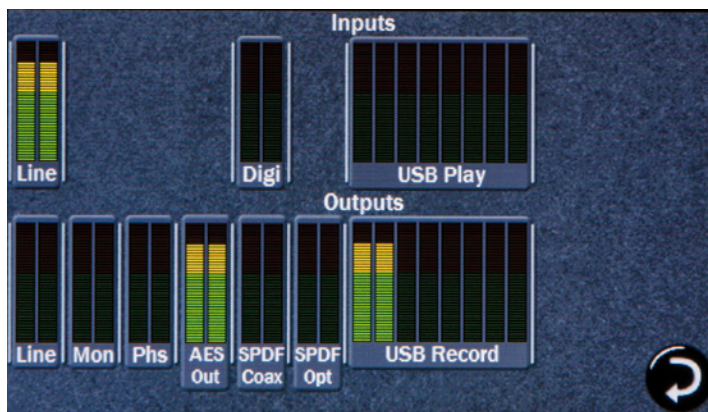 Inputs
Line
Digi
USB Play
Outputs
Line
Mon
Phs
AES
Out
SPDF
Coax
SPDF
Opt
USB Record